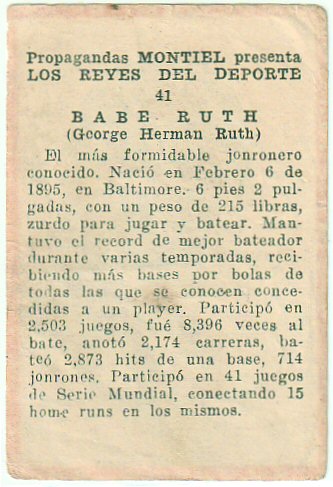 Propagandas MONTIEL presenta
LOS REYES DEL DEPORTE
41
BABE RUTH
(George Herman Ruth)
El más formidable jonronero
conocido. Nació en Febrero 6 de
1895, en Baltimore. 6 pies 2 pul-
gadas, con un peso de 215 libras,
zurdo para jugar y batear. Man-
tuvo el record de mejor bateador
durante varias temporadas, reci-
biendo más bases por bolas de
todas las que se conocen conce-
didas a un player. Participó en
2,503 juegos, fué 8,396 veces al
bate, anotó 2,174 carreras, ba-
teó 2,873 hits de una base, 714
jonrones. Participó en 41 juegos
de Serie Mundial, conectando 15
home runs en los mismos.